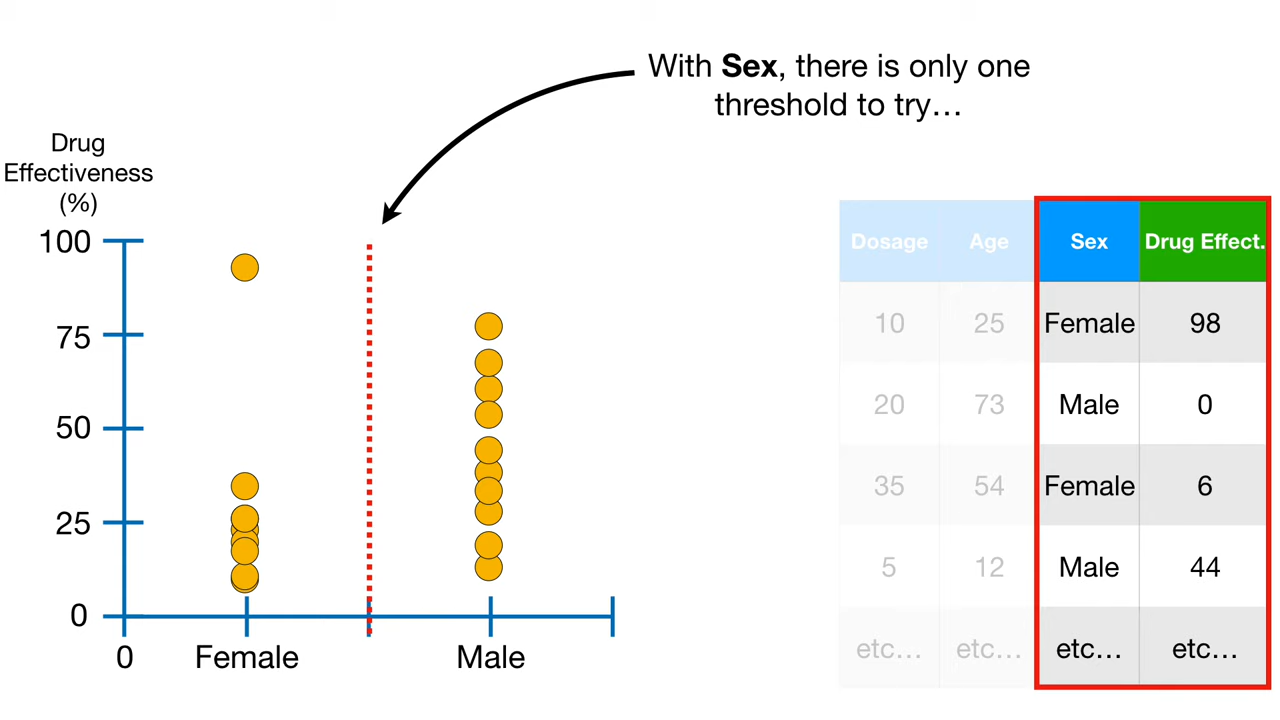 With Sex, there is only one
threshold to try…
Drug
Effectiveness
(%)
100
75
50
25
0
0 Female Male
Dosage Age Sex Drug Effect.
10 25 Female 98
20 73 Male 0
35 54 Female 6
5 12 Male 44
etc… etc… etc… etc…